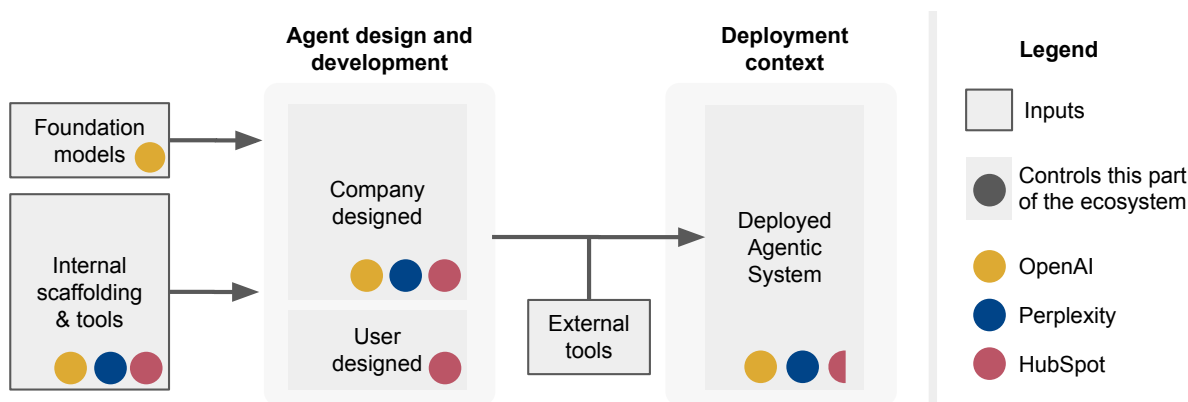 Agent design and
development
Deployment
context
Legend
Foundation
models
Internal
scaffolding
& tools
Company
designed
User
designed
External
tools
Deployed
Agentic
System
Inputs
Controls this part
of the ecosystem
OpenAI
Perplexity
HubSpot